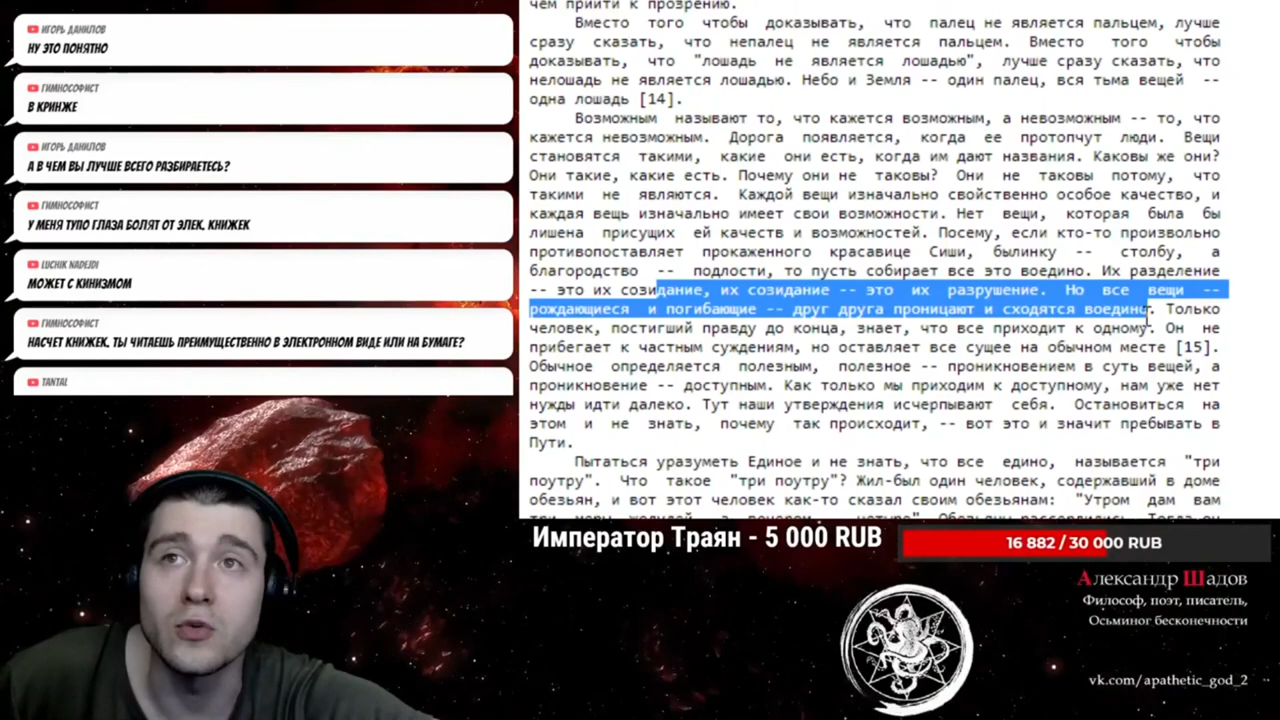 ИГОРЬ ДАНИЛОВ
НУ ЭТО ПОНЯТНО
ГИМНОСОФИСТ
В КРИНЖЕ
ИГОРЬ ДАНИЛОВ
А В ЧЕМ ВЫ ЛУЧШЕ ВСЕГО РАЗБИРАЕТЕСЬ?
ГИМНОСОФИСТ
У МЕНЯ ТУПО ГЛАЗА БОЛЯТ ОТ ЭЛЕК. КНИЖЕК
LUCHIK NADEJDI
МОЖЕТ С КИНИЗМОМ
ГИМНОСОФИСТ
НАСЧЕТ КНИЖЕК. ТЫ ЧИТАЕШЬ ПРЕИМУЩЕСТВЕННО В ЭЛЕКТРОННОМ ВИДЕ ИЛИ НА БУМАГЕ?
TANTAL
чем прийти к прозрению.
Вместо того чтобы доказывать, что палец не является пальцем, лучше
сразу сказать, что непалец не является пальцем. Вместо того чтобы
доказывать, что "лошадь не является лошадью", лучше сразу сказать, что
нелошадь не является лошадью. Небо и Земля -- один палец, вся тьма вещей --
одна лошадь [14].
Возможным называют то, что кажется возможным, а невозможным -- то, что
кажется невозможным. Дорога появляется, когда ее протопчут люди. Вещи
становятся такими, какие они есть, когда им дают названия. Каковы же они?
Они такие, какие есть. Почему они не таковы? Они не таковы потому, что
такими не являются. Каждой вещи изначально свойственно особое качество, и
каждая вещь изначально имеет свои возможности. Нет вещи, которая была бы
лишена присущих ей качеств и возможностей. Посему, если кто-то произвольно
противопоставляет прокаженного красавице Сиши, былинку -- столбу, а
благородство -- подлости, то пусть собирает все это воедино. Их разделение
-- это их созидание, их созидание -- это их разрушение. Но все вещи --
рождающиеся и погибающие -- друг друга проницают и сходятся воедино. Только
человек, постигший правду до конца, знает, что все приходит к одному. Он не
прибегает к частным суждениям, но оставляет все сущее на обычном месте [15].
Обычное определяется полезным, полезное -- проникновением в суть вещей, а
проникновение -- доступным. Как только мы приходим к доступному, нам уже нет
нужды идти далеко. Тут наши утверждения исчерпывают себя. Остановиться на
этом и не знать, почему так происходит, -- вот это и значит пребывать в
Пути.
Пытаться уразуметь Единое и не знать, что все едино, называется "три
поутру". Что такое "три поутру"? Жил-был один человек, содержавший в доме
обезьян, и вот этот человек как-то сказал своим обезьянам: "Утром дам вам
Император Траян - 5 000 RUB
16 882 / 30 000 RUB
Александр Шадов
Философ, поэт, писатель,
Осьминог бесконечности
vk.com/apathetic_god_2